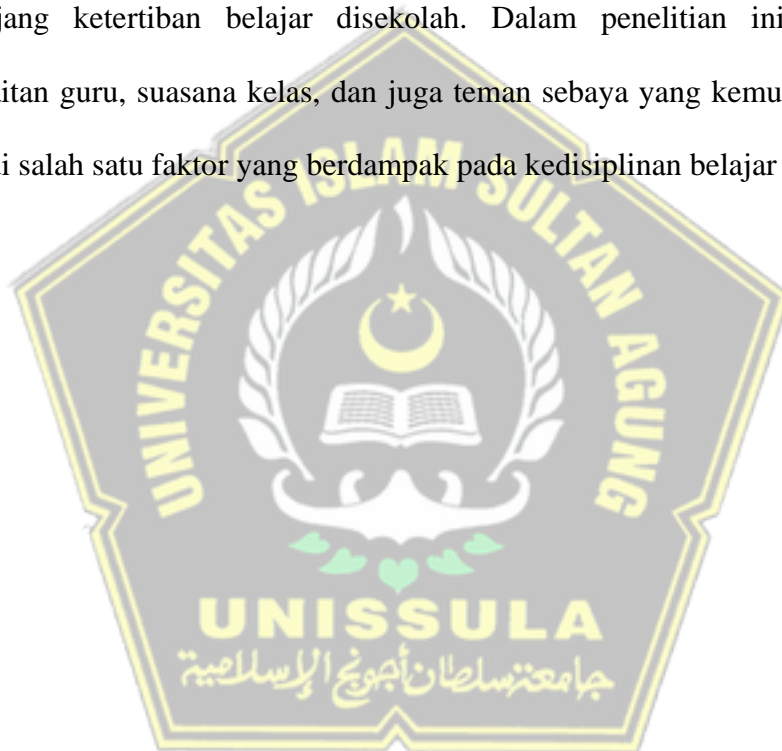 jang ketertiban belajar disekolah. Dalam penelitian ini
itan guru, suasana kelas, dan juga teman sebaya yang kemu
i salah satu faktor yang berdampak pada kedisiplinan belajar
UNIVERSITAS ISLAM SULTAN AGUNG
UNISSULA
جامعة سلطان أجونج الإسلامية